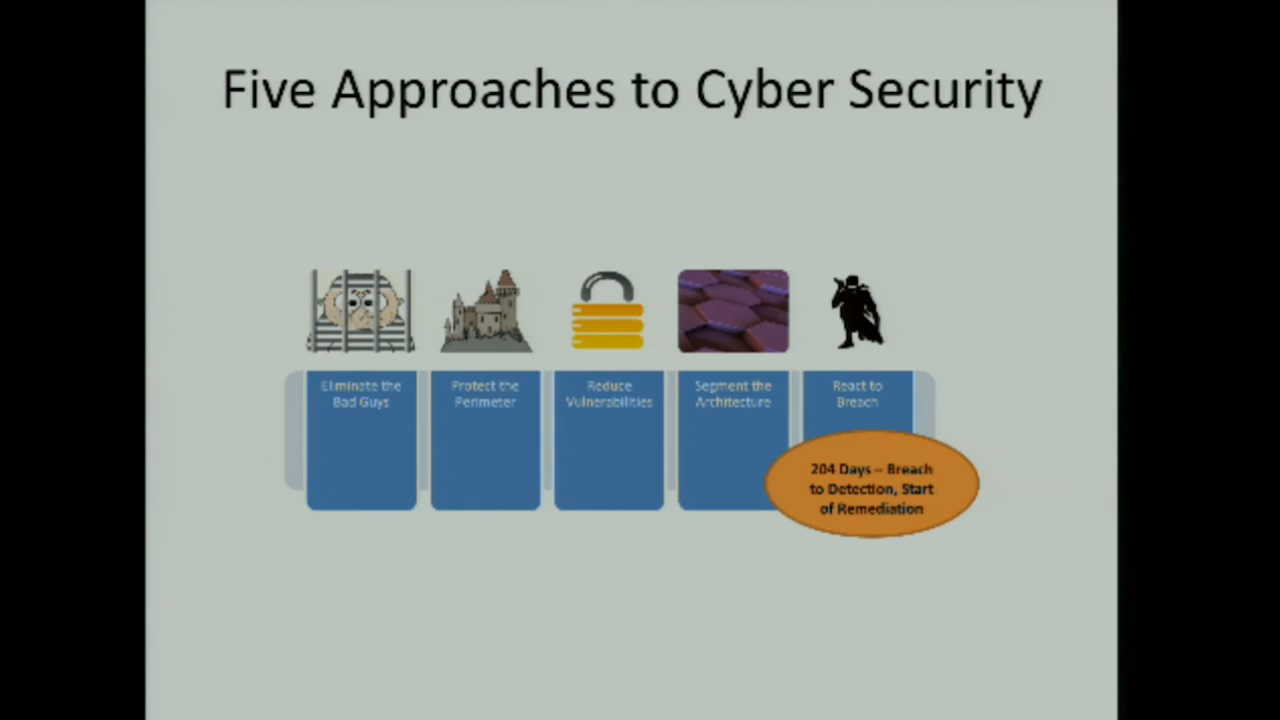 Five Approaches to Cyber Security
Eliminate the
Bad Guys
Protect the
Perimeter
Reduce
Vulnerabilities
Segment the
Architecture
React to
Breach
204 Days – Breach
to Detection, Start
of Remediation